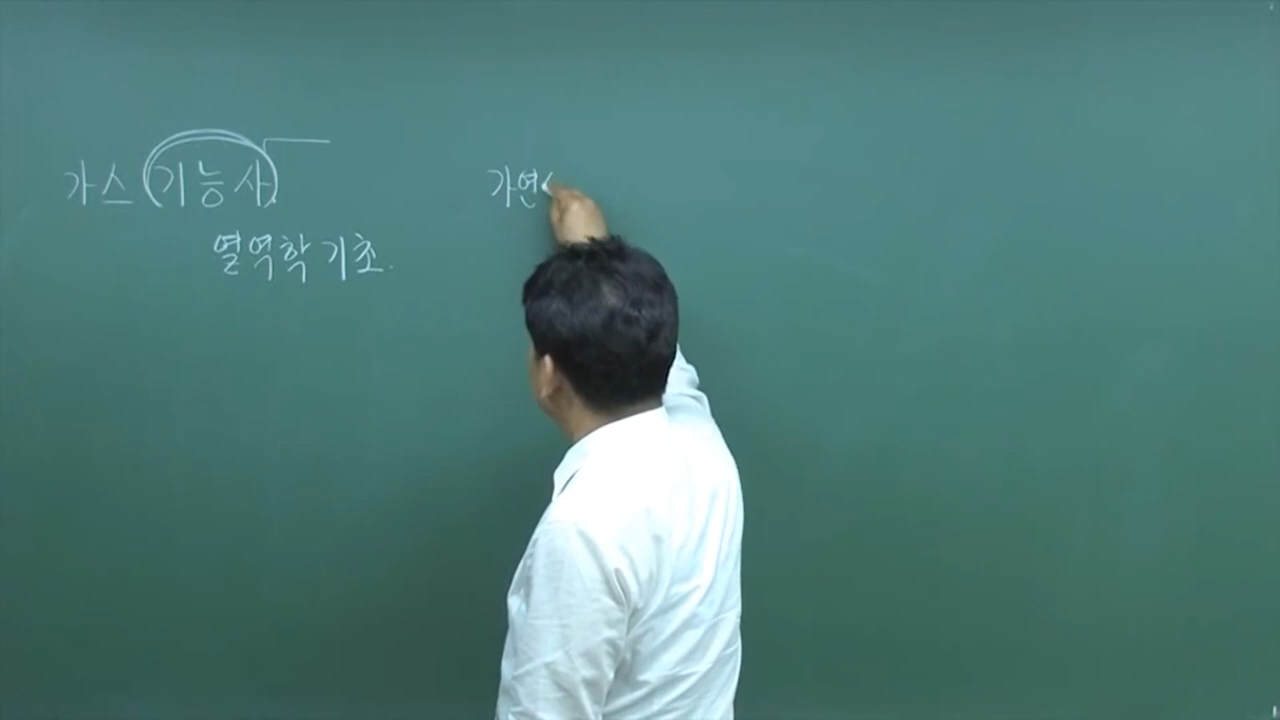 가스 (기능사)
열역학 기초.
가연